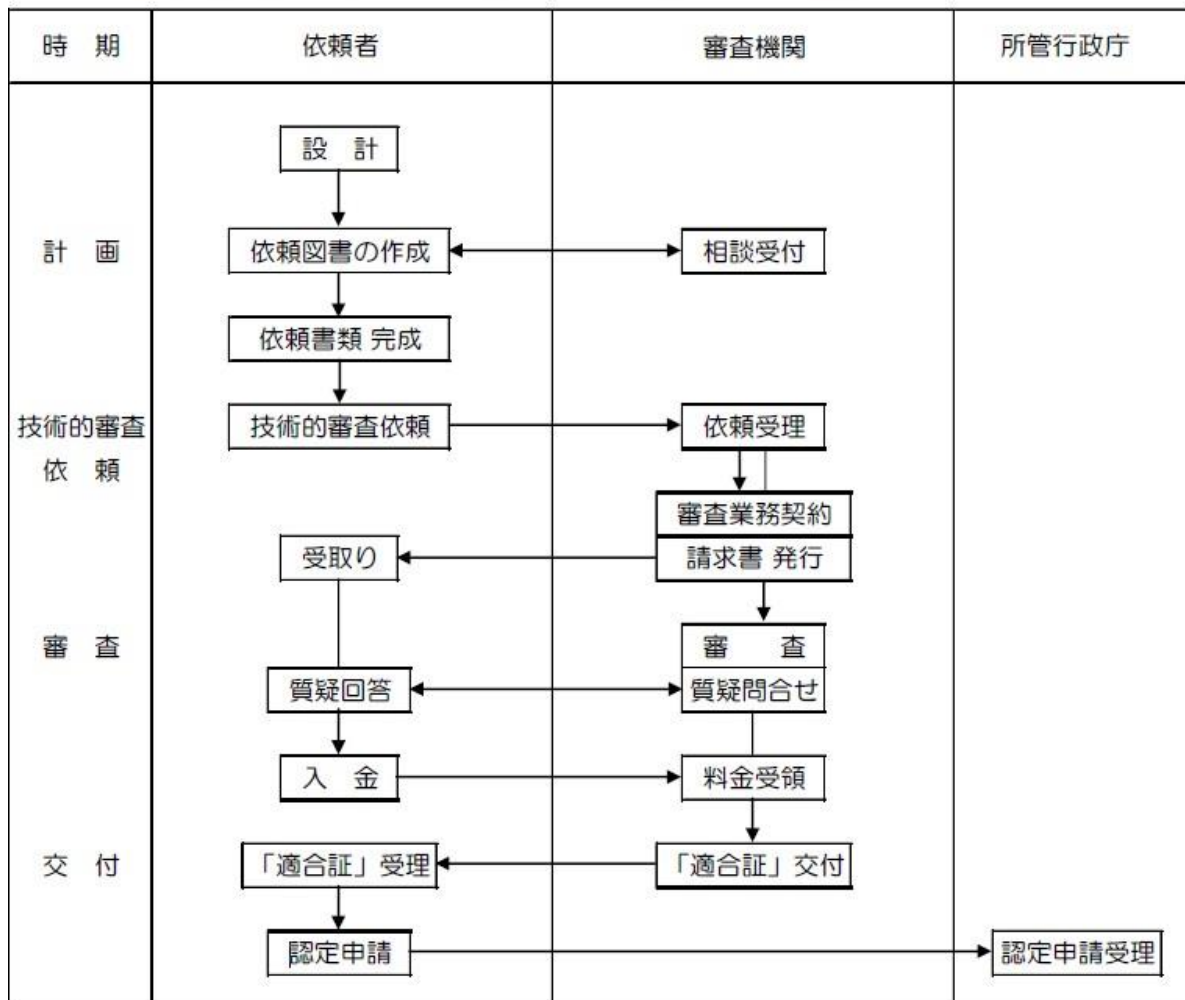 時 期
依頼者
審査機関
所管行政庁
設 計
計 画
依頼図書の作成
相談受付
依頼書類 完成
技術的審査
依 頼
技術的審査依頼
依頼受理
審査業務契約
受取り
請求書 発行
審 査
審 査
質疑回答
質疑問合せ
入 金
料金受領
交 付
「適合証」受理
「適合証」交付
認定申請
認定申請受理